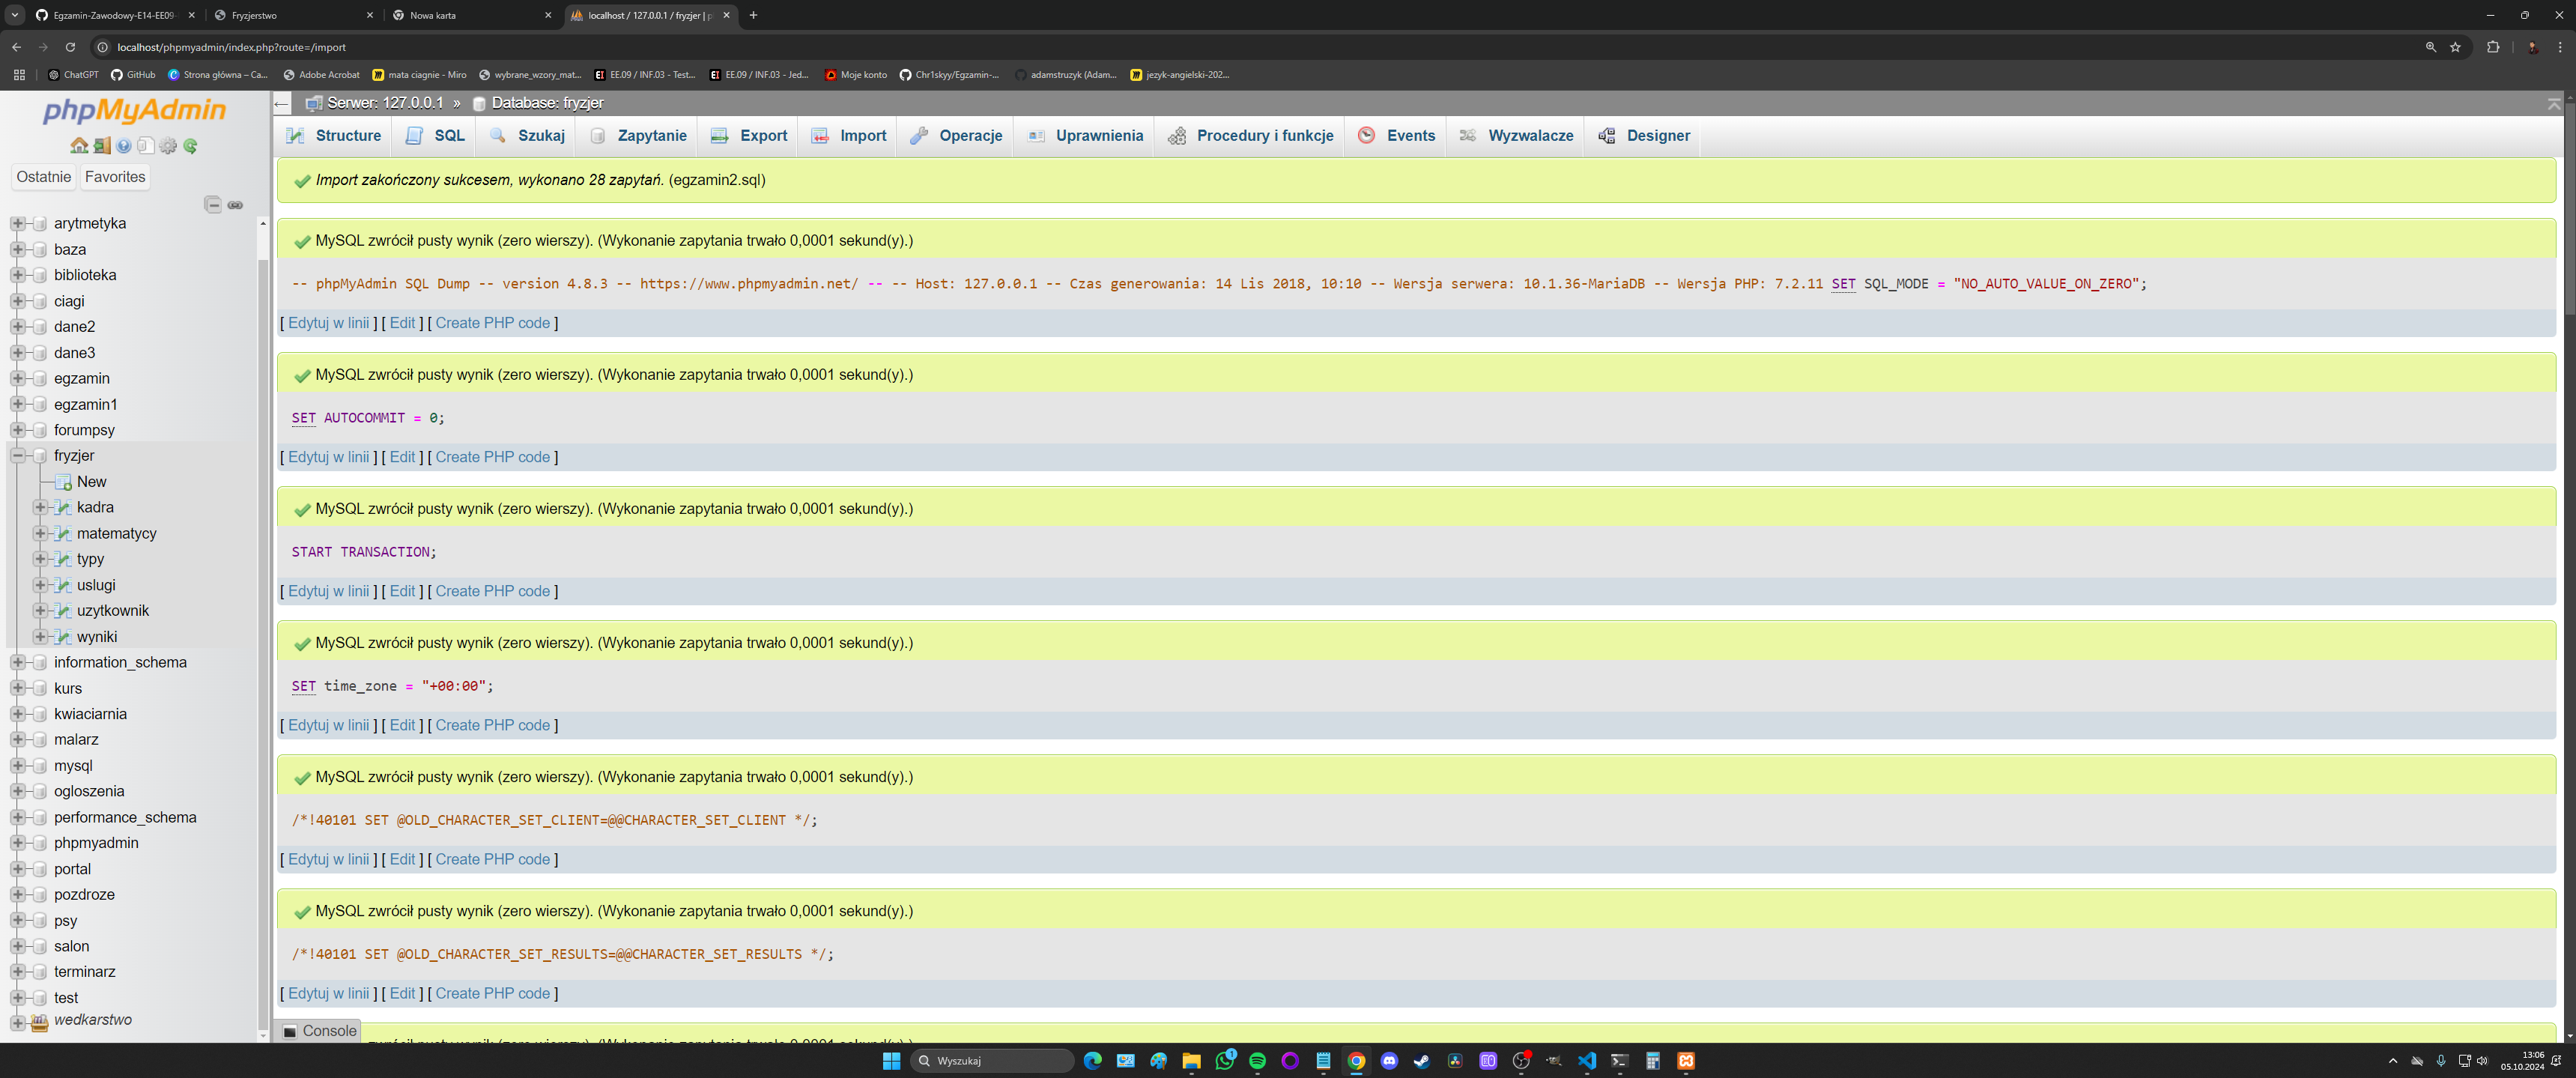 Egzamin-Zawodowy-E14-EE09-
Fryzjerstwo
Nowa karta
localhost / 127.0.0.1 / fryzjer | p
localhost/phpmyadmin/index.php?route=/import
ChatGPT
GitHub
Strona główna – Ca...
Adobe Acrobat
mata ciagnie - Miro
wybrane_wzory_mat...
EE.09 / INF.03 - Test...
EE.09 / INF.03 - Jed...
Moje konto
Chr1skyy/Egzamin-...
adamstruzyk (Adam...
jezyk-angielski-202...
phpMyAdmin
Ostatnie
Favorites
arytmetyka
baza
biblioteka
ciagi
dane2
dane3
egzamin
egzamin1
forumpsy
fryzjer
New
kadra
matematycy
typy
uslugi
uzytkownik
wyniki
information_schema
kurs
kwiaciarnia
malarz
mysql
ogloszenia
performance_schema
phpmyadmin
portal
pozdroze
psy
salon
terminarz
test
wedkarstwo
Serwer: 127.0.0.1 » Database: fryzjer
Structure
SQL
Szukaj
Zapytanie
Export
Import
Operacje
Uprawnienia
Procedury i funkcje
Events
Wyzwalacze
Designer
Import zakończony sukcesem, wykonano 28 zapytań. (egzamin2.sql)
MySQL zwrócił pusty wynik (zero wierszy). (Wykonanie zapytania trwało 0,0001 sekund(y).)
-- phpMyAdmin SQL Dump -- version 4.8.3 -- https://www.phpmyadmin.net/ -- -- Host: 127.0.0.1 -- Czas generowania: 14 Lis 2018, 10:10 -- Wersja serwera: 10.1.36-MariaDB -- Wersja PHP: 7.2.11 SET SQL_MODE = "NO_AUTO_VALUE_ON_ZERO";
[ Edytuj w linii ] [ Edit ] [ Create PHP code ]
MySQL zwrócił pusty wynik (zero wierszy). (Wykonanie zapytania trwało 0,0001 sekund(y).)
SET AUTOCOMMIT = 0;
[ Edytuj w linii ] [ Edit ] [ Create PHP code ]
MySQL zwrócił pusty wynik (zero wierszy). (Wykonanie zapytania trwało 0,0001 sekund(y).)
START TRANSACTION;
[ Edytuj w linii ] [ Edit ] [ Create PHP code ]
MySQL zwrócił pusty wynik (zero wierszy). (Wykonanie zapytania trwało 0,0001 sekund(y).)
SET time_zone = "+00:00";
[ Edytuj w linii ] [ Edit ] [ Create PHP code ]
MySQL zwrócił pusty wynik (zero wierszy). (Wykonanie zapytania trwało 0,0001 sekund(y).)
/*!40101 SET @OLD_CHARACTER_SET_CLIENT=@@CHARACTER_SET_CLIENT */;
[ Edytuj w linii ] [ Edit ] [ Create PHP code ]
MySQL zwrócił pusty wynik (zero wierszy). (Wykonanie zapytania trwało 0,0001 sekund(y).)
/*!40101 SET @OLD_CHARACTER_SET_RESULTS=@@CHARACTER_SET_RESULTS */;
[ Edytuj w linii ] [ Edit ] [ Create PHP code ]
Console
zwrócił pusty wynik (zero wierszy). (Wykonanie zapytania trwało 0,0001 sekund(y).)
Wyszukaj
13:06
05.10.2024